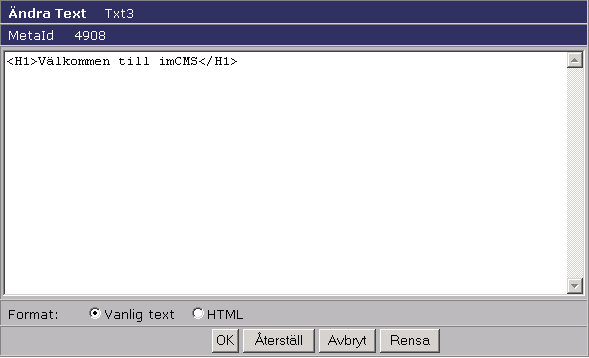 Ändra Text Txt3
MetaId 4908
<H1>Välkommen till imCMS</H1>
Format: Vanlig text HTML
OK Återställ Avbryt Rensa